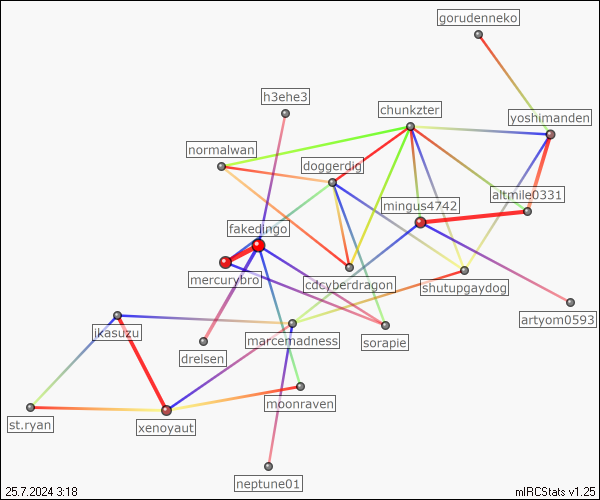 gorudenneko
h3ehe3
chunkzter
yoshimanden
normalwan
doggerdig
altmile0331
mingus4742
fakedingo
mercurybro
cdcyberdragon
shutupgaydog
artyom0593
ikasuzu
marcemadness
sorapie
drelsen
moonraven
st.ryan
xenoyaut
neptune01
25.7.2024 3:18
mIRCStats v1.25